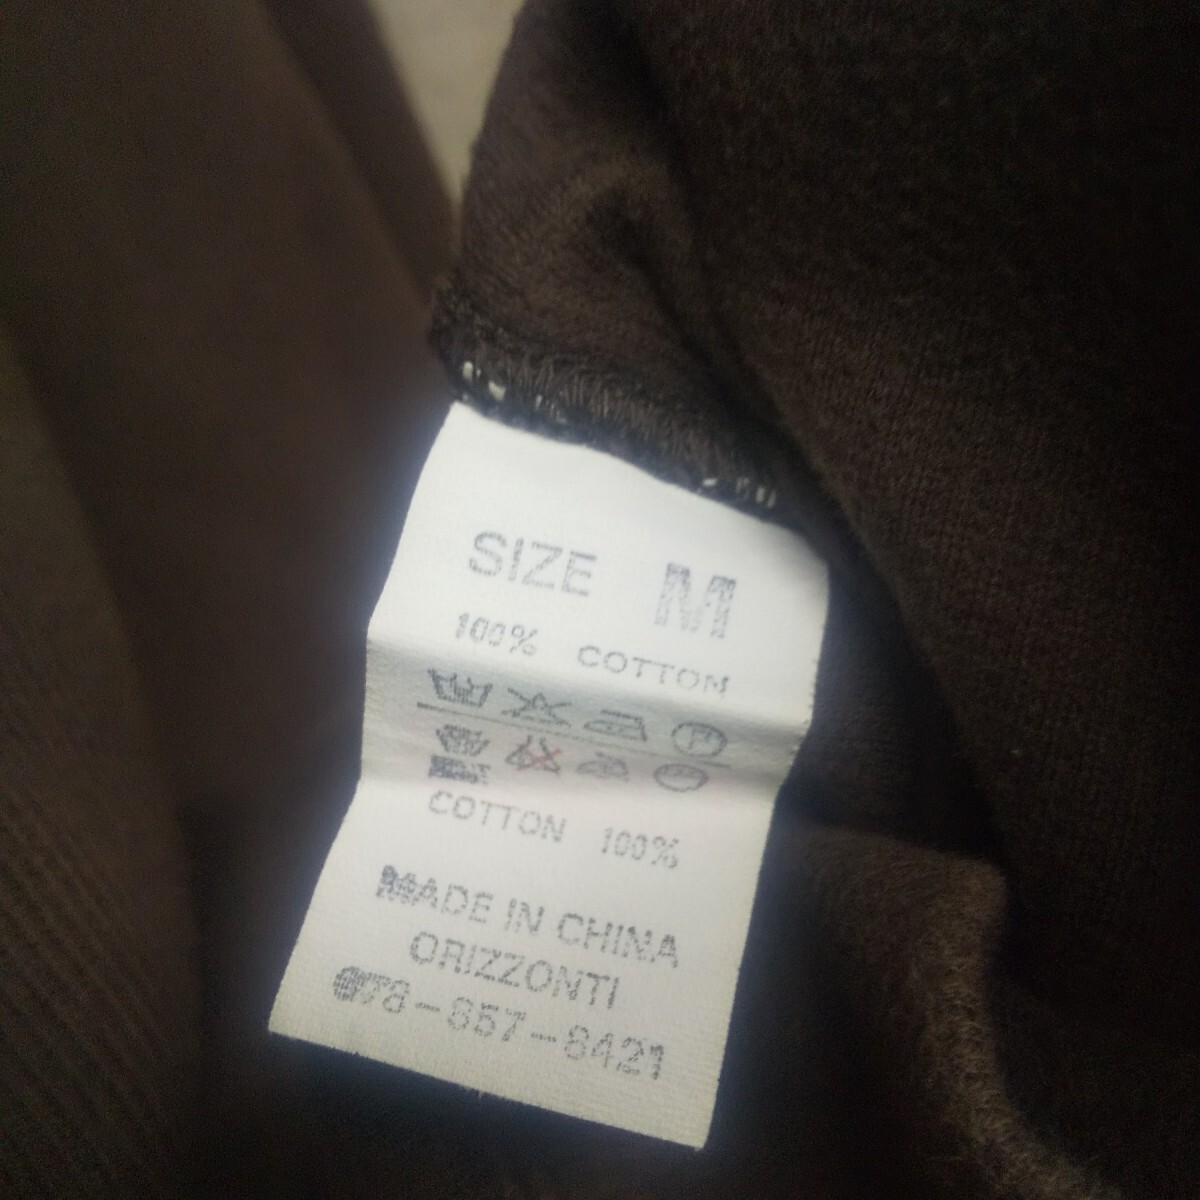 SIZE M
100% COTTON
COTTON 100%
MADE IN CHINA
ORIZZONTI
078-857-8421